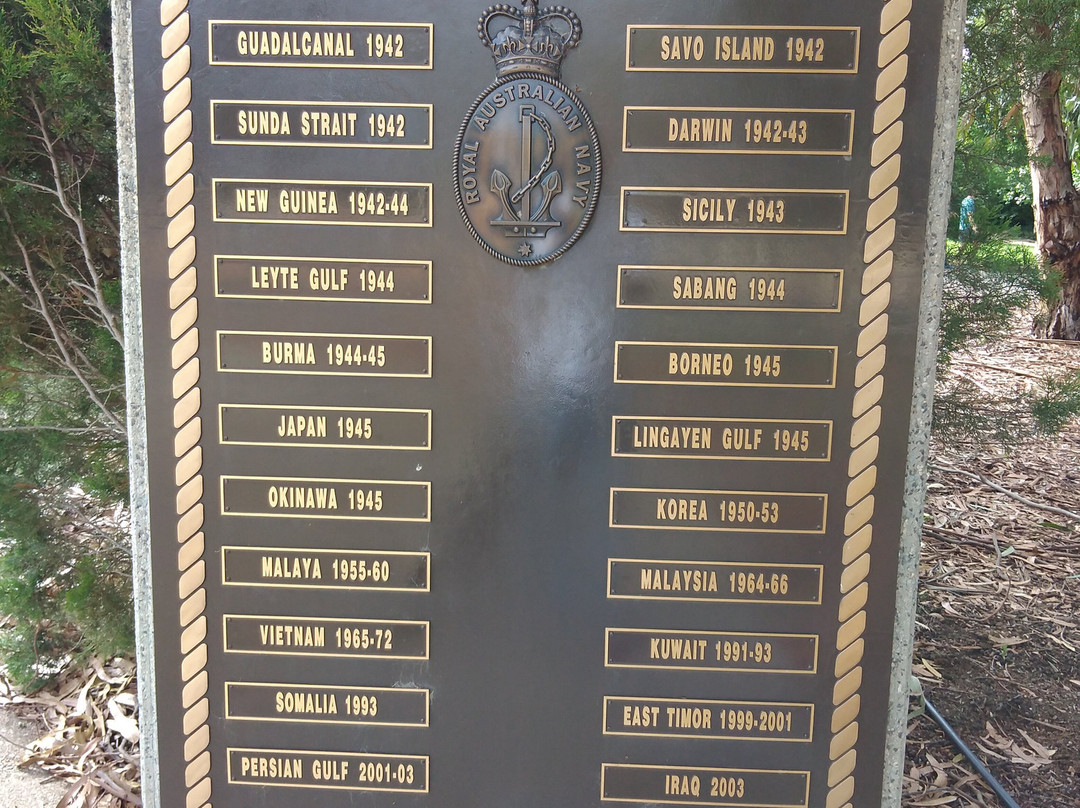 ROYAL AUSTRALIAN NAVY
GUADALCANAL 1942
SAVO ISLAND 1942
SUNDA STRAIT 1942
DARWIN 1942-43
NEW GUINEA 1942-44
SICILY 1943
LEYTE GULF 1944
SABANG 1944
BURMA 1944-45
BORNEO 1945
JAPAN 1945
LINGAYEN GULF 1945
OKINAWA 1945
KOREA 1950-53
MALAYA 1955-60
MALAYSIA 1964-66
VIETNAM 1965-72
KUWAIT 1991-93
SOMALIA 1993
EAST TIMOR 1999-2001
PERSIAN GULF 2001-03
IRAQ 2003